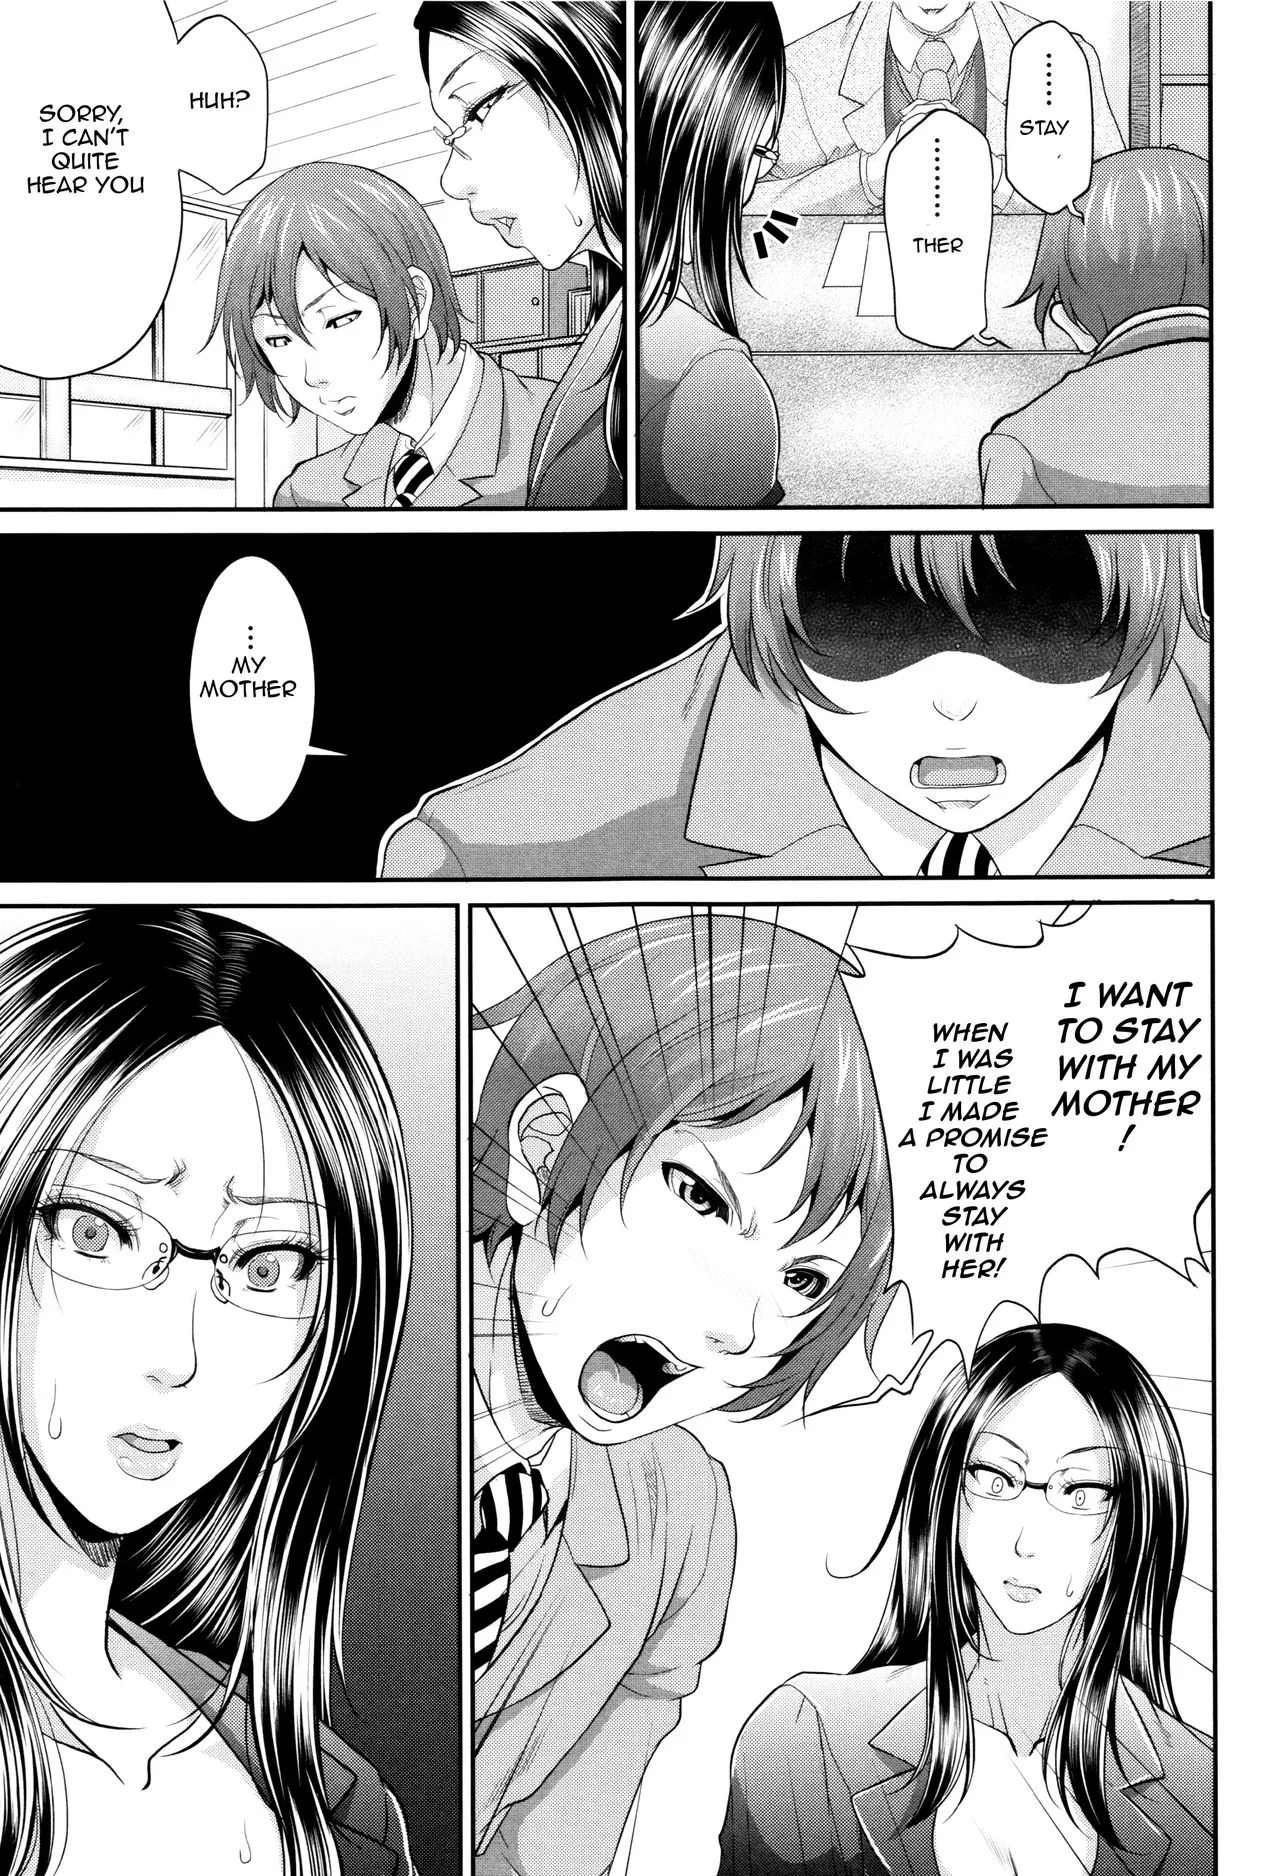 STAY
THER
HUH?
SORRY,
I CAN'T
QUITE
HEAR YOU
...
MY
MOTHER
I WANT
TO STAY
WITH MY
MOTHER
!
WHEN
I WAS
LITTLE
I MADE
A PROMISE
TO
ALWAYS
STAY
WITH
HER!